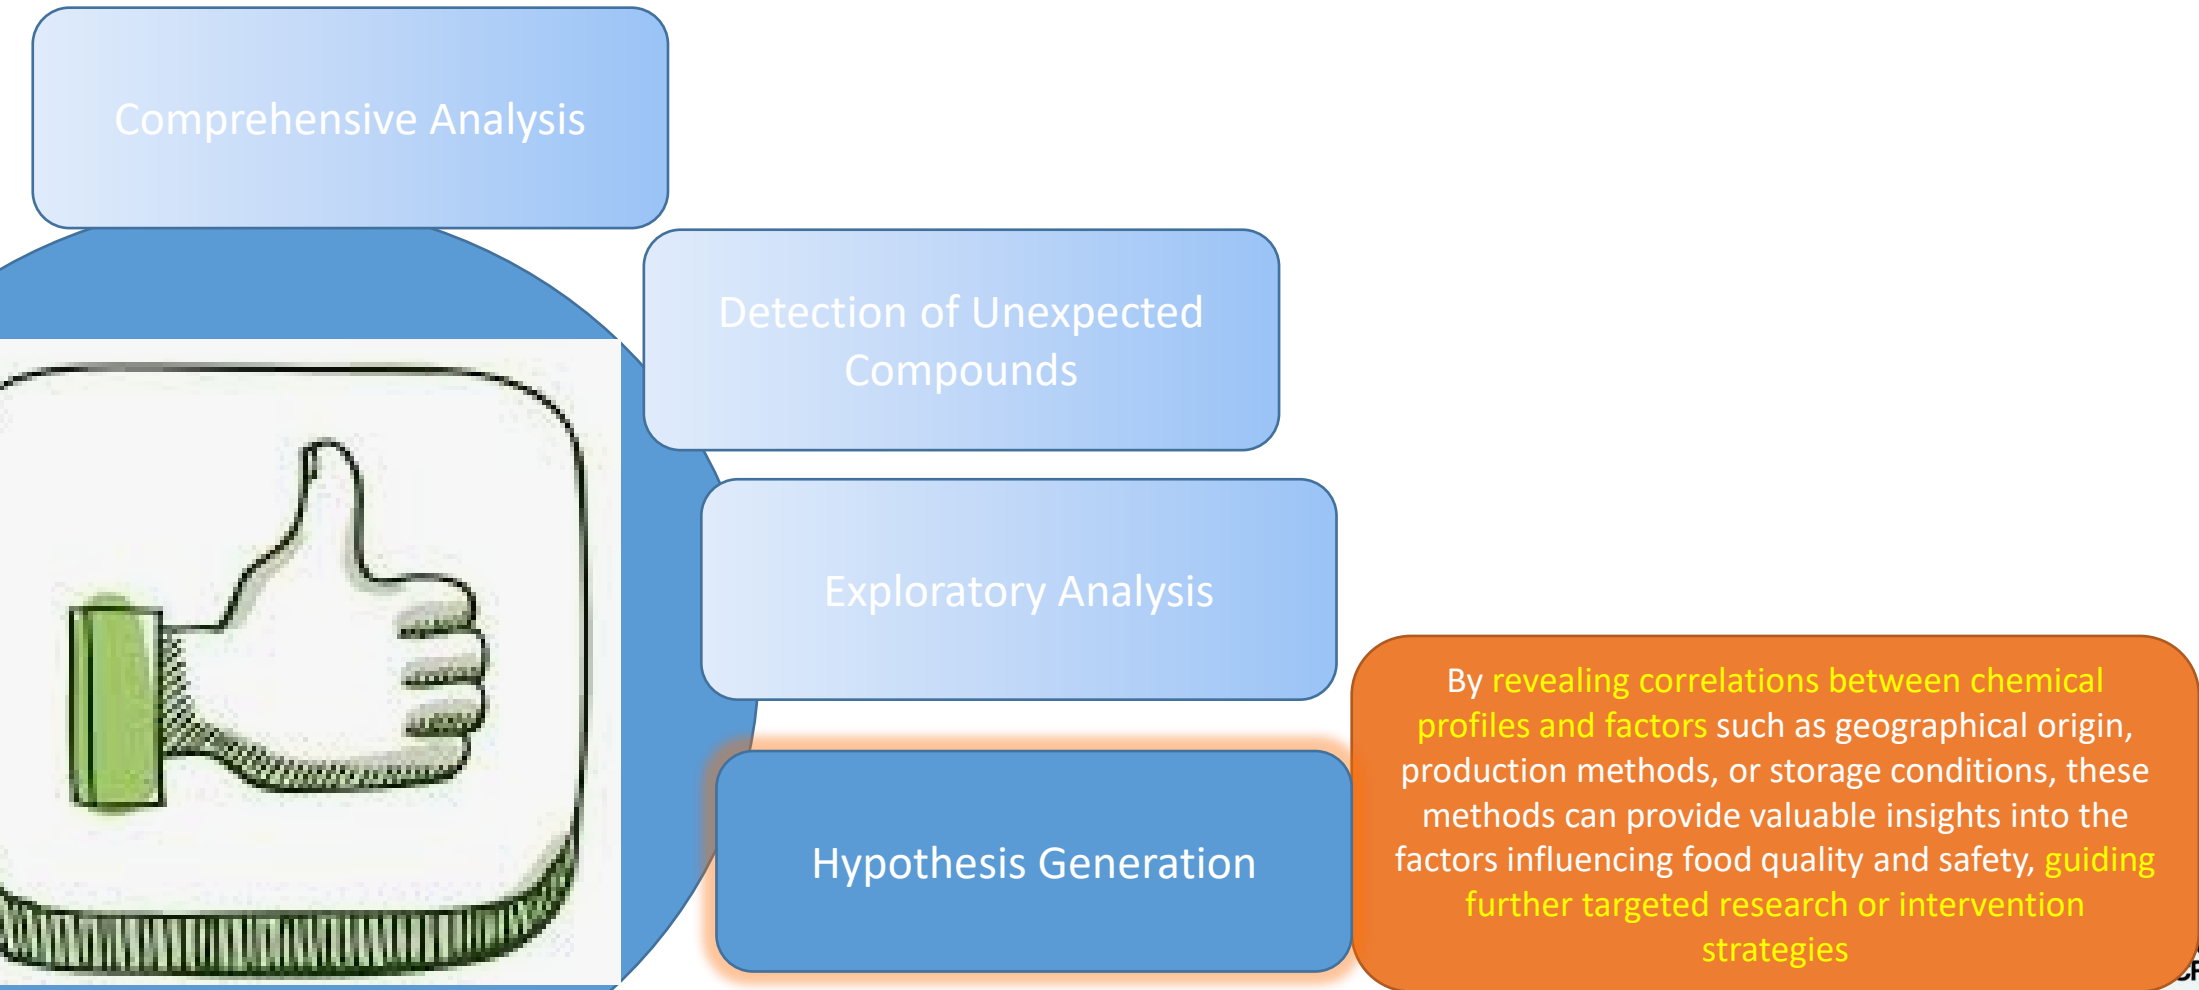 Comprehensive Analysis
Detection of Unexpected
Compounds
Exploratory Analysis
Hypothesis Generation
By revealing correlations between chemical
profiles and factors such as geographical origin,
production methods, or storage conditions, these
methods can provide valuable insights into the
factors influencing food quality and safety, guiding
further targeted research or intervention
strategies